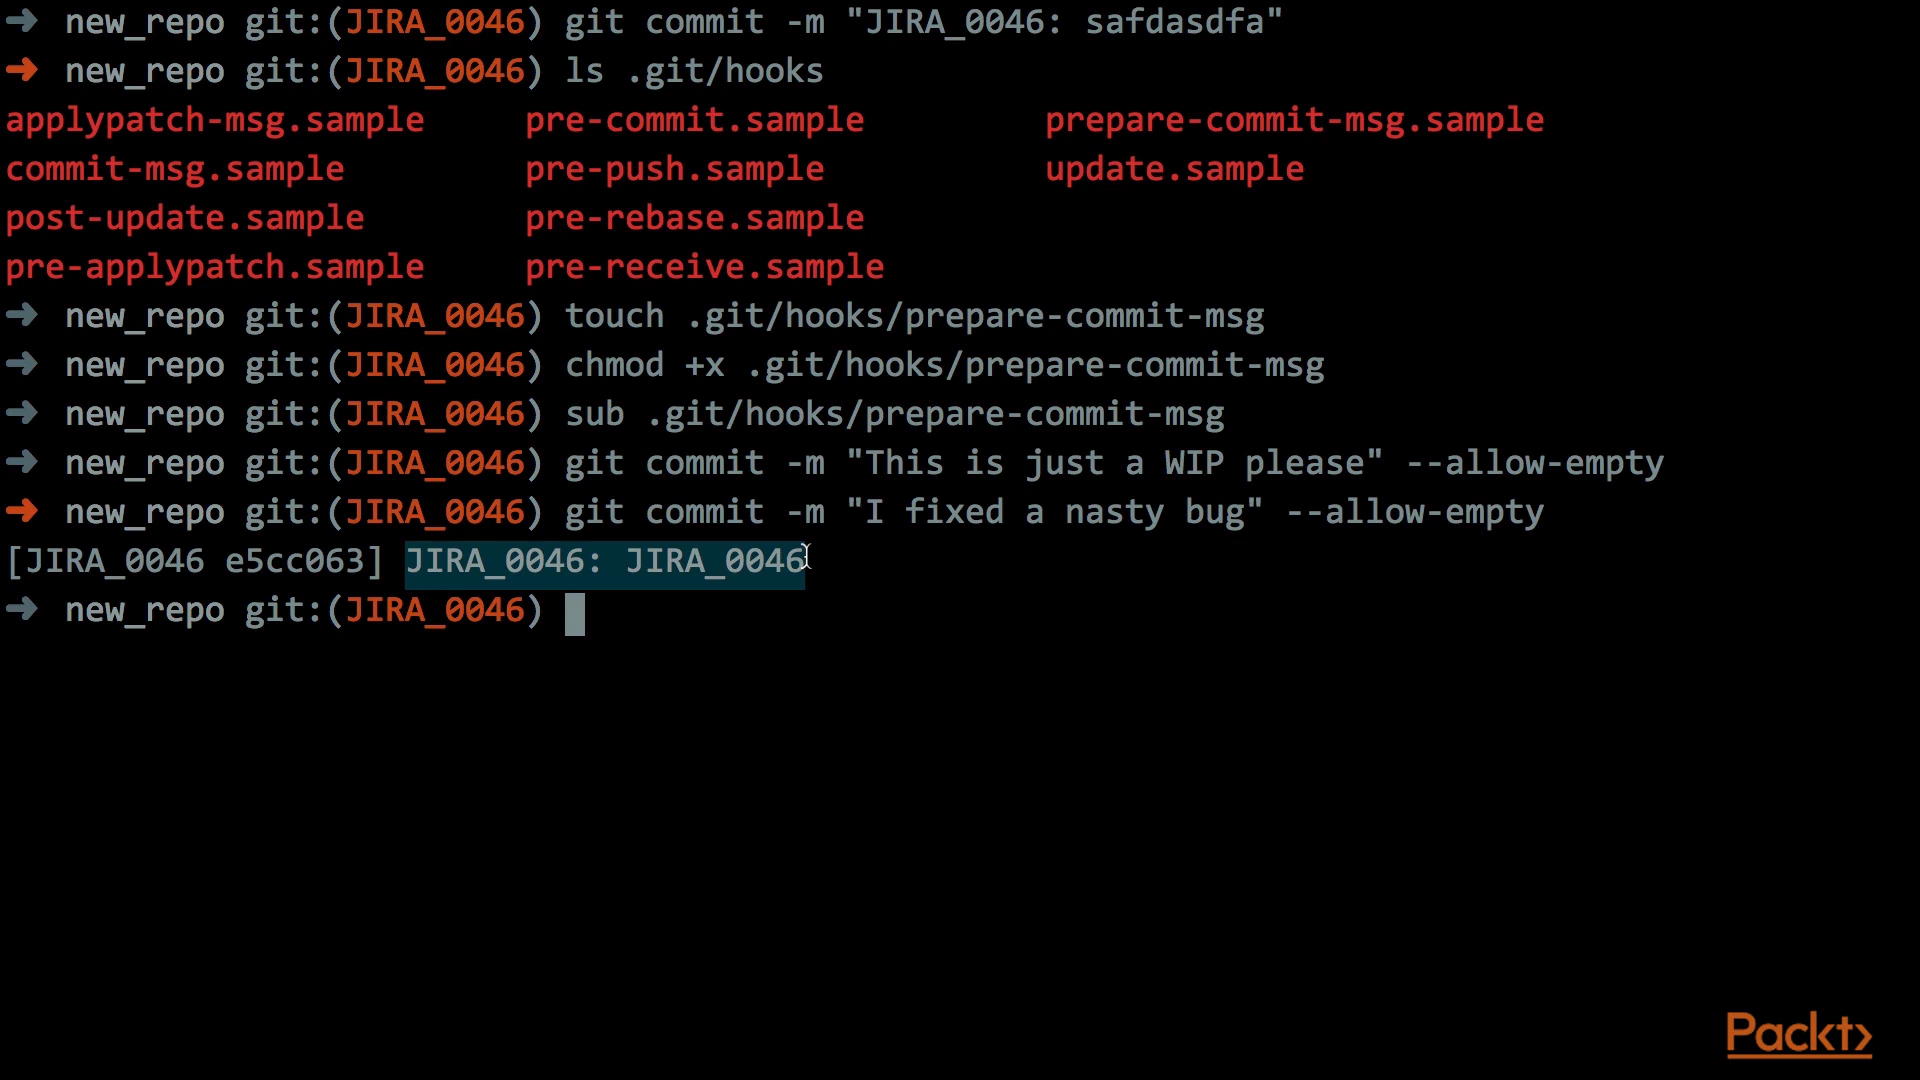 ➜ new_repo git:(JIRA_0046) git commit -m "JIRA_0046: safdasdfa"
➜ new_repo git:(JIRA_0046) ls .git/hooks
applypatch-msg.sample pre-commit.sample prepare-commit-msg.sample
commit-msg.sample pre-push.sample update.sample
post-update.sample pre-rebase.sample
pre-applypatch.sample pre-receive.sample
➜ new_repo git:(JIRA_0046) touch .git/hooks/prepare-commit-msg
➜ new_repo git:(JIRA_0046) chmod +x .git/hooks/prepare-commit-msg
➜ new_repo git:(JIRA_0046) sub .git/hooks/prepare-commit-msg
➜ new_repo git:(JIRA_0046) git commit -m "This is just a WIP please" --allow-empty
➜ new_repo git:(JIRA_0046) git commit -m "I fixed a nasty bug" --allow-empty
[JIRA_0046 e5cc063] JIRA_0046: JIRA_0046
➜ new_repo git:(JIRA_0046)
Packt>